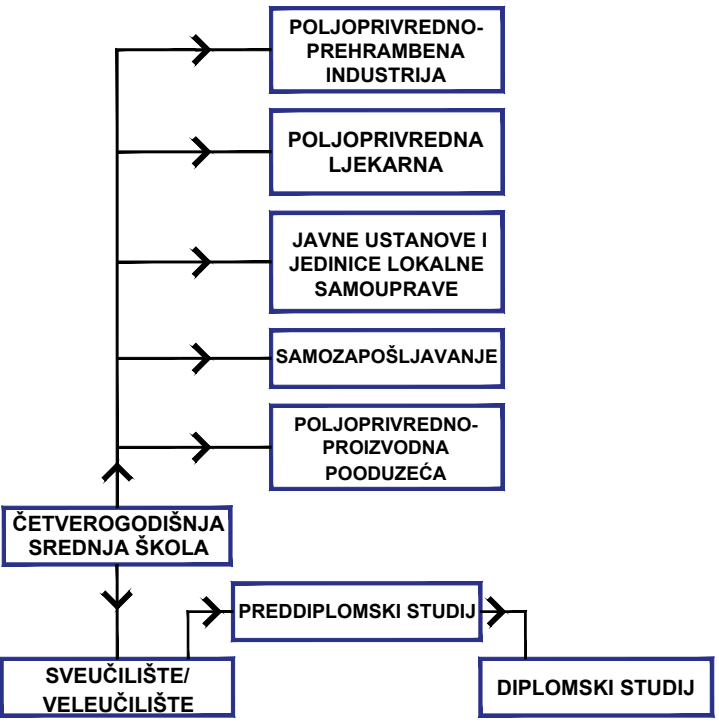 POLJOPRIVREDNO-
PREHRAMBENA
INDUSTRIJA
POLJOPRIVREDNA
LJEKARNA
JAVNE USTANOVE I
JEDINICE LOKALNE
SAMOUPRAVE
SAMOZAPOŠLJAVANJE
POLJOPRIVREDNO-
PROIZVODNA
POODUZEĆA
ČETVEROGODIŠNJA
SREDNJA ŠKOLA
PREDDIPLOMSKI STUDIJ
SVEUČILIŠTE/
VELEUČILIŠTE
DIPLOMSKI STUDIJ